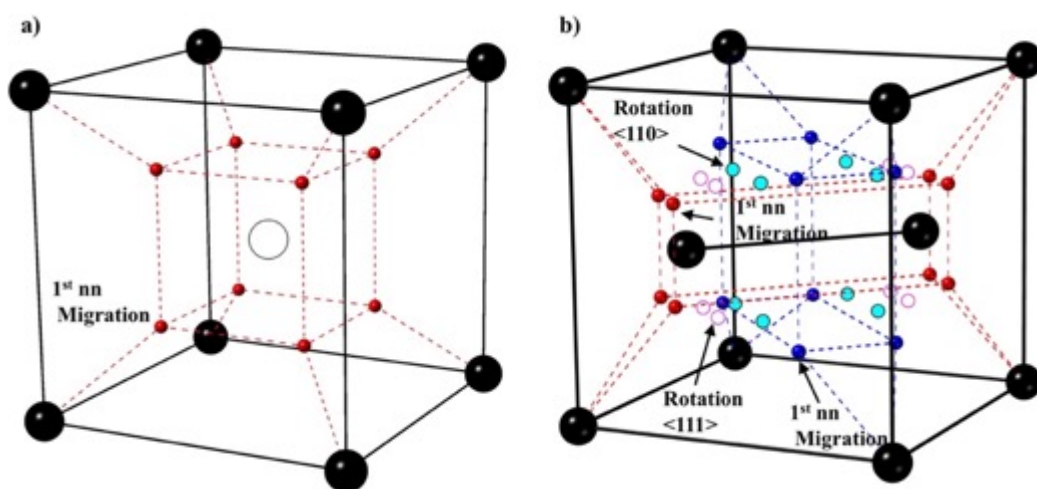 a)
1st nn
Migration
b)
Rotation
<110>
1st nn
Migration
Rotation
<111>
1st nn
Migration